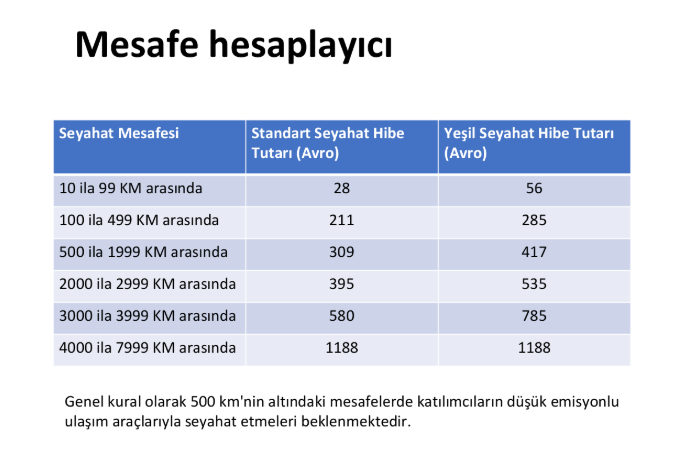 Mesafe hesaplayıcı
Seyahat Mesafesi
Standart Seyahat Hibe
Tutarı (Avro)
Yeşil Seyahat Hibe Tutarı
(Avro)
10 ila 99 KM arasında 28 56
100 ila 499 KM arasında 211 285
500 ila 1999 KM arasında 309 417
2000 ila 2999 KM arasında 395 535
3000 ila 3999 KM arasında 580 785
4000 ila 7999 KM arasında 1188 1188
Genel kural olarak 500 km'nin altındaki mesafelerde katılımcıların düşük emisyonlu
ulaşım araçlarıyla seyahat etmeleri beklenmektedir.